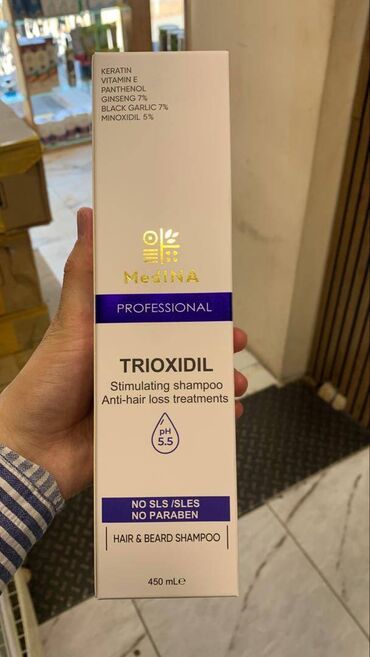 KERATIN
VITAMIN E
PANTHENOL
GINSENG 7%
BLACK GARLIC 7%
MINOXIDIL 5%
MedINA
PROFESSIONAL
TRIOXIDIL
Stimulating shampoo
Anti-hair loss treatments
pH
5.5
NO SLS /SLES
NO PARABEN
HAIR & BEARD SHAMPOO
450 mL℮